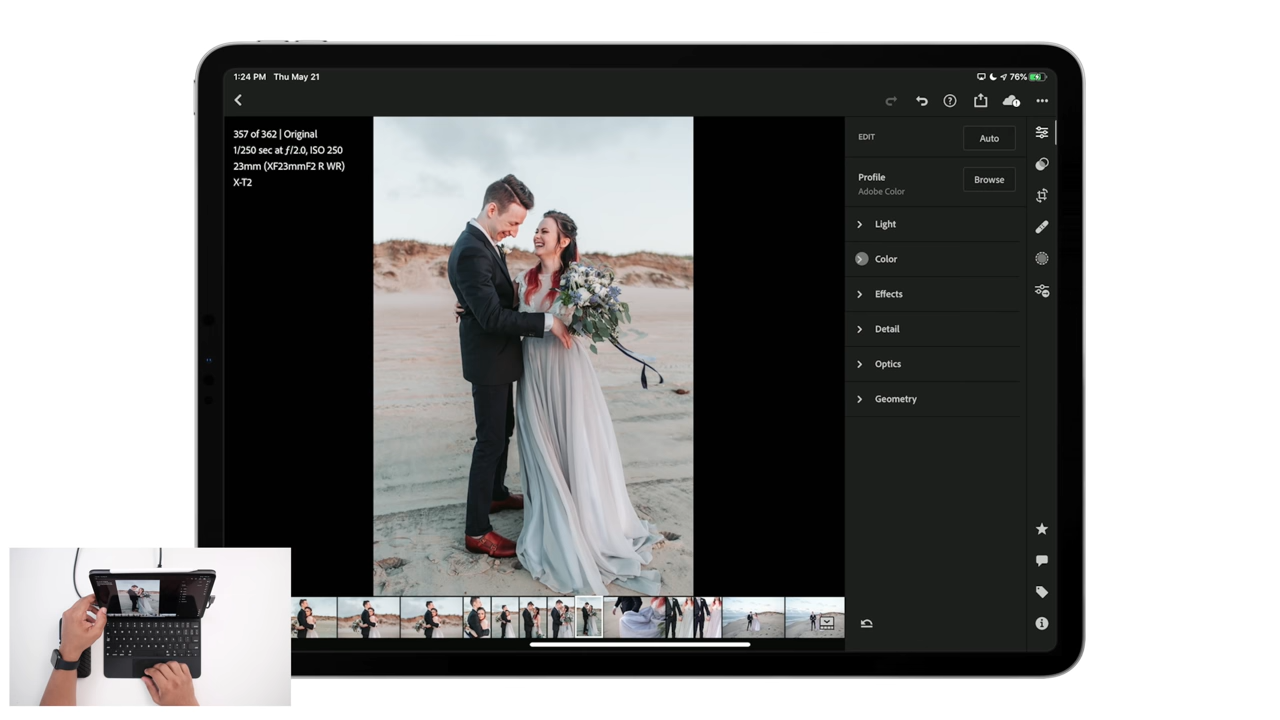 1:24 PM Thu May 21
76%
357 of 362 | Original
1/250 sec at ƒ/2.0, ISO 250
23mm (XF23mmF2 R WR)
X-T2
EDIT
Auto
Profile
Adobe Color
Browse
Light
Color
Effects
Detail
Optics
Geometry